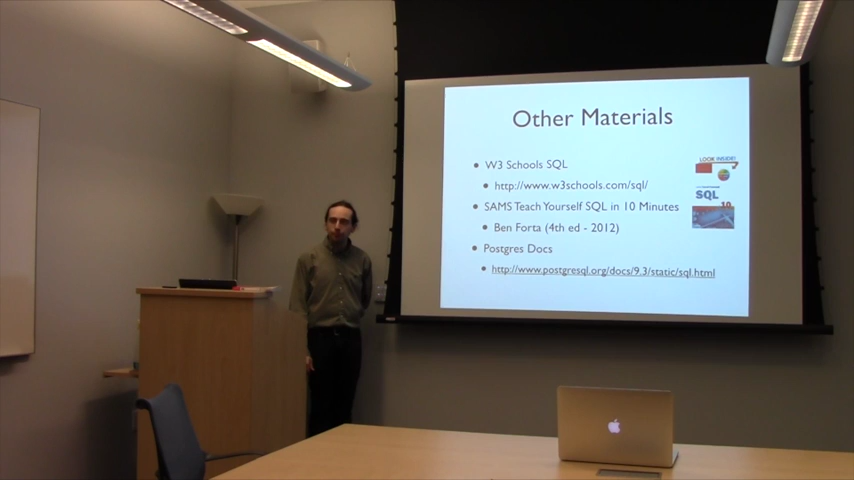 Other Materials
• W3 Schools SQL
• http://www.w3schools.com/sql/
• SAMS Teach Yourself SQL in 10 Minutes
• Ben Forta (4th ed - 2012)
• Postgres Docs
• http://www.postgresql.org/docs/9.3/static/sql.html
LOOK INSIDE!
SQL
10